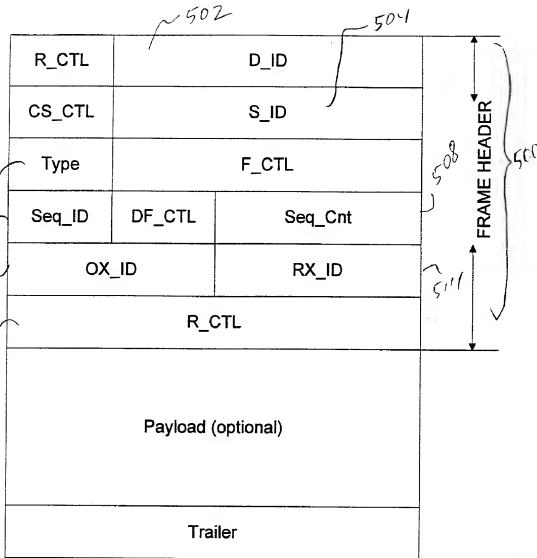 502
504
R_CTL D_ID
CS_CTL S_ID
Type F_CTL
508
500
FRAME HEADER
Seq_ID DF_CTL Seq_Cnt
OX_ID RX_ID
R_CTL
Payload (optional)
Trailer